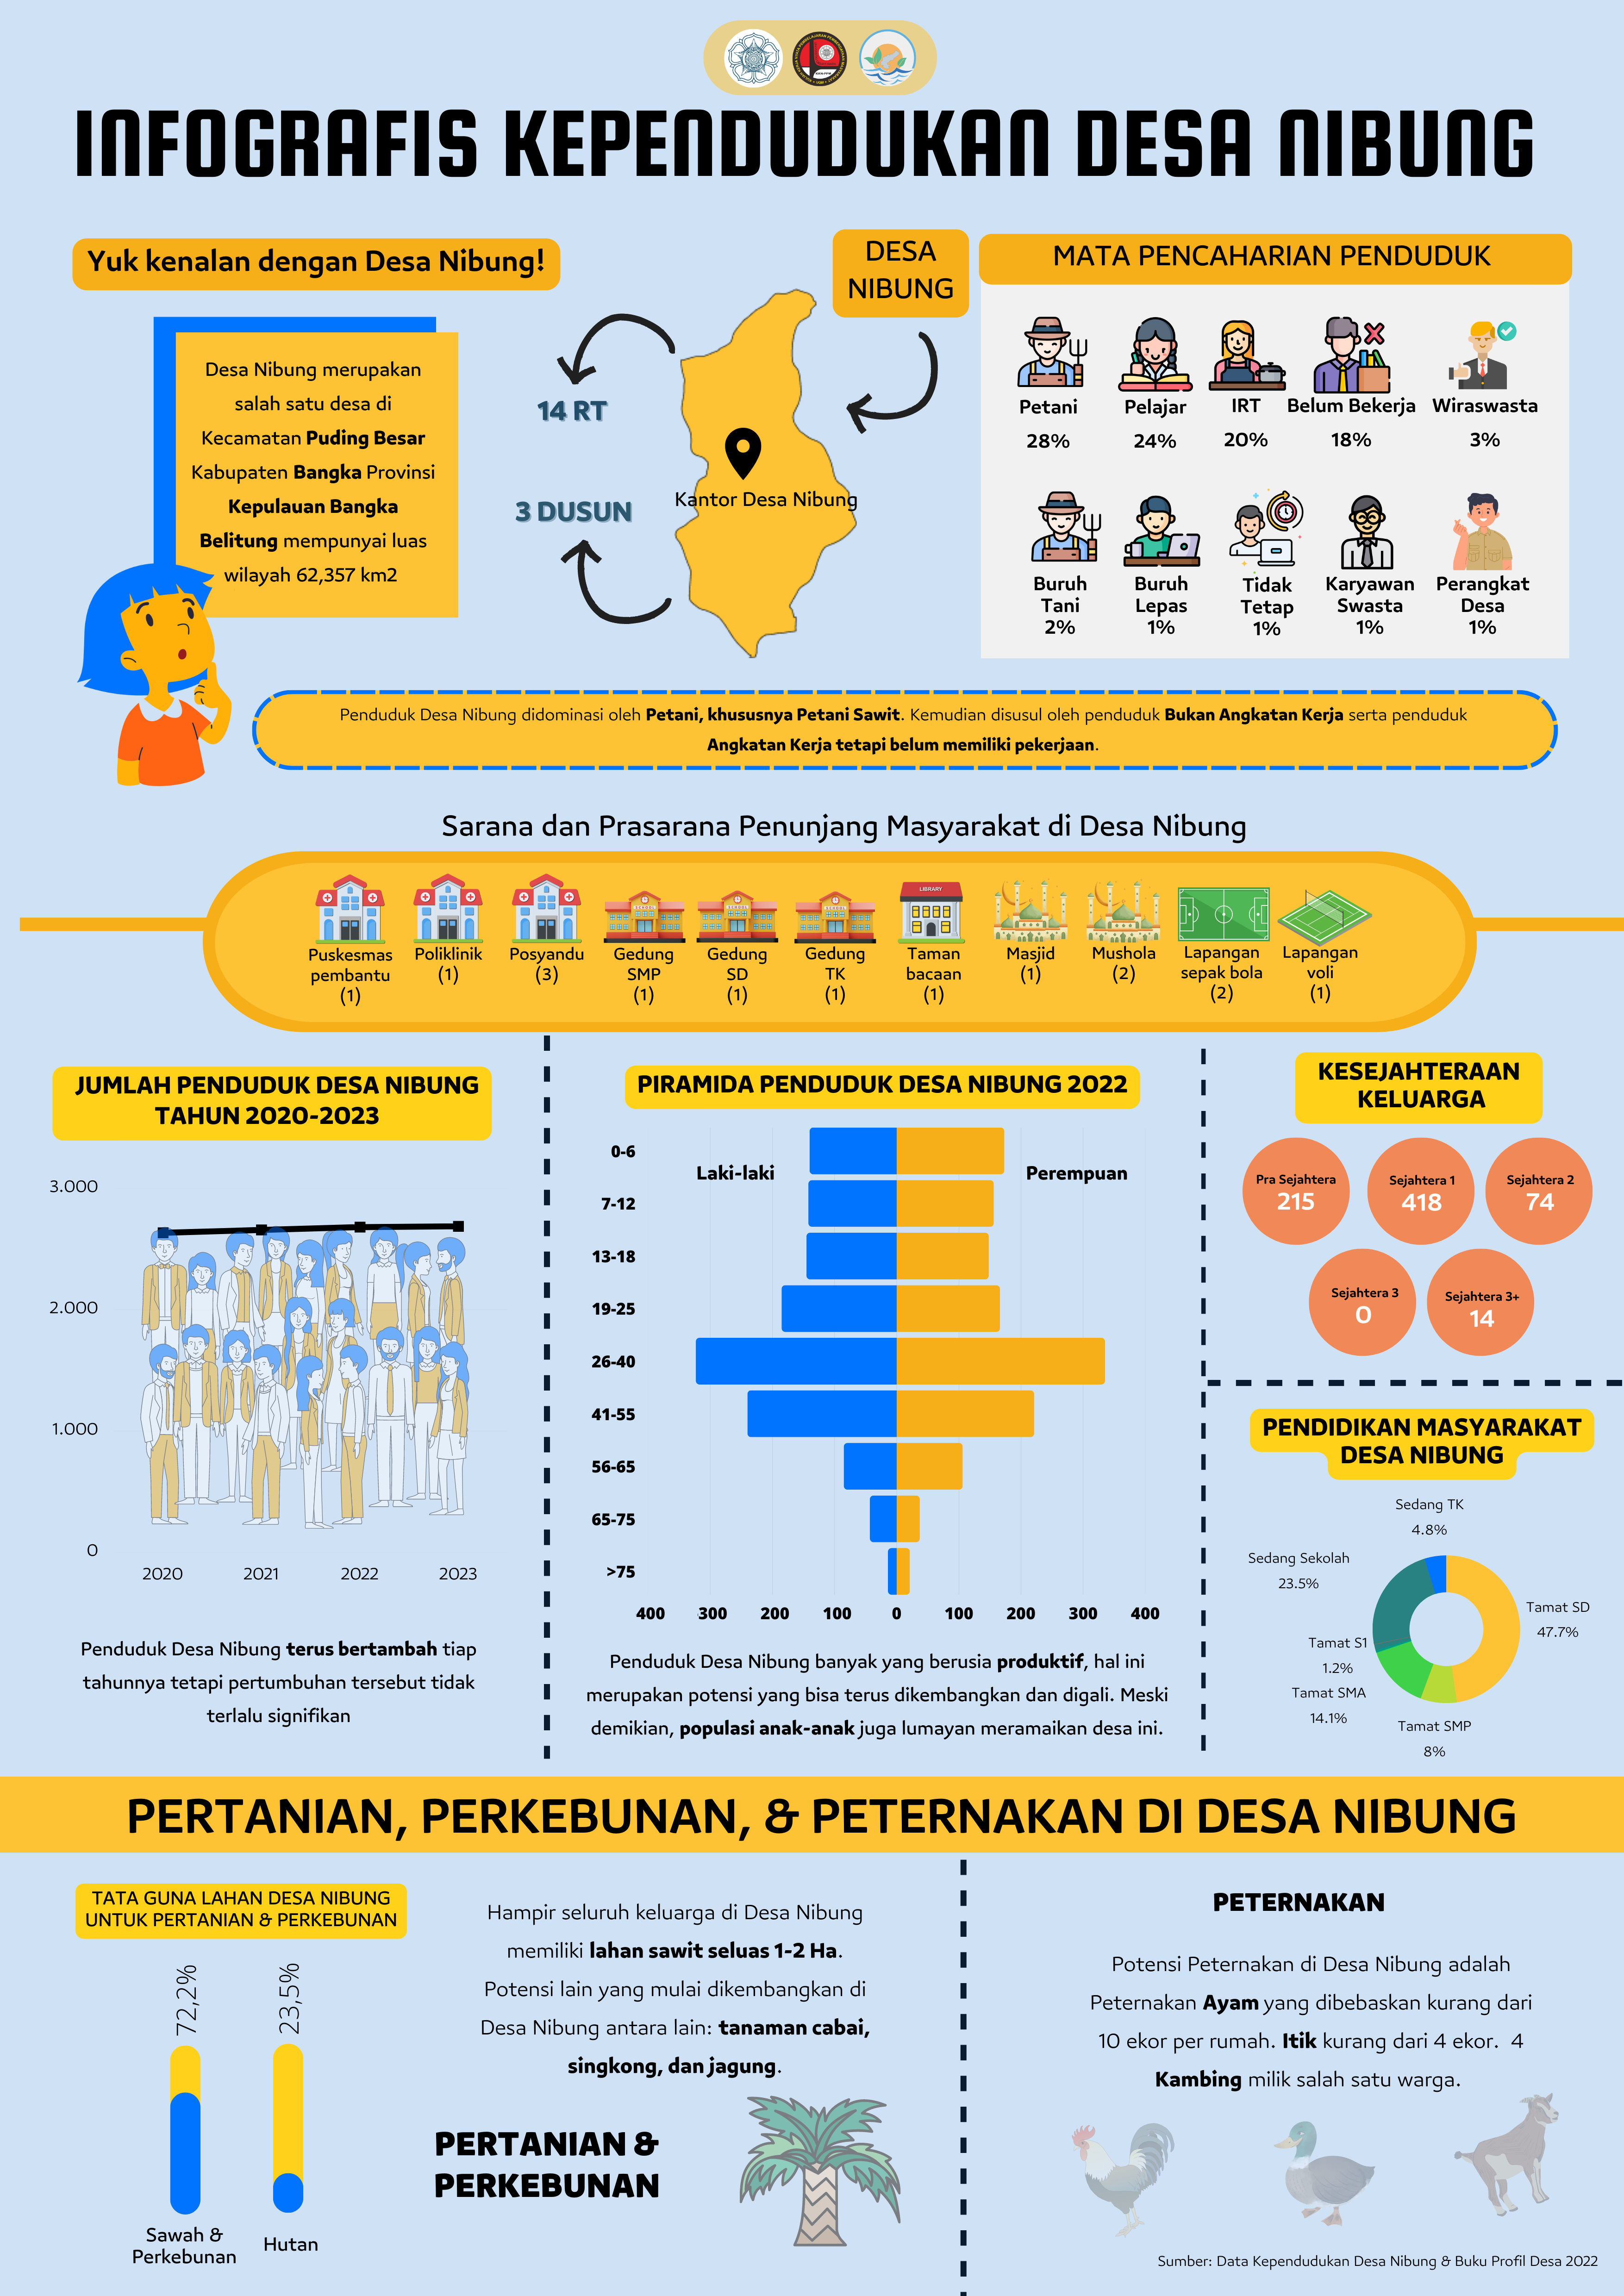 INFOGRAFIS KEPENDUDUKAN DESA NIBUNG
Yuk kenalan dengan Desa Nibung!
Desa Nibung merupakan
salah satu desa di
Kecamatan Puding Besar
Kabupaten Bangka Provinsi
Kepulauan Bangka
Belitung mempunyai luas
wilayah 62,357 km2
14 RT
3 DUSUN
DESA
NIBUNG
Kantor Desa Nibung
MATA PENCAHARIAN PENDUDUK
Petani
28%
Pelajar
24%
IRT
20%
Belum Bekerja
18%
Wiraswasta
3%
Buruh
Tani
2%
Buruh
Lepas
1%
Tidak
Tetap
1%
Karyawan
Swasta
1%
Perangkat
Desa
1%
Penduduk Desa Nibung didominasi oleh Petani, khususnya Petani Sawit. Kemudian disusul oleh penduduk Bukan Angkatan Kerja serta penduduk
Angkatan Kerja tetapi belum memiliki pekerjaan.
Sarana dan Prasarana Penunjang Masyarakat di Desa Nibung
Puskesmas
pembantu
(1)
Poliklinik
(1)
Posyandu
(3)
SCHOOL
Gedung
SMP
(1)
SCHOOL
Gedung
SD
(1)
SCHOOL
Gedung
TK
(1)
LIBRARY
Taman
bacaan
(1)
Masjid
(1)
Mushola
(2)
Lapangan
sepak bola
(2)
Lapangan
voli
(1)
JUMLAH PENDUDUK DESA NIBUNG
TAHUN 2020-2023
3.000
2.000
1.000
0
2020 2021 2022 2023
Penduduk Desa Nibung terus bertambah tiap
tahunnya tetapi pertumbuhan tersebut tidak
terlalu signifikan
PIRAMIDA PENDUDUK DESA NIBUNG 2022
Laki-laki
Perempuan
0-6
7-12
13-18
19-25
26-40
41-55
56-65
65-75
>75
400 300 200 100 0 100 200 300 400
Penduduk Desa Nibung banyak yang berusia produktif, hal ini
merupakan potensi yang bisa terus dikembangkan dan digali. Meski
demikian, populasi anak-anak juga lumayan meramaikan desa ini.
KESEJAHTERAAN
KELUARGA
Pra Sejahtera
215
Sejahtera 1
418
Sejahtera 2
74
Sejahtera 3
0
Sejahtera 3+
14
PENDIDIKAN MASYARAKAT
DESA NIBUNG
Sedang TK
4.8%
Sedang Sekolah
23.5%
Tamat SD
47.7%
Tamat S1
1.2%
Tamat SMA
14.1%
Tamat SMP
8%
PERTANIAN, PERKEBUNAN, & PETERNAKAN DI DESA NIBUNG
TATA GUNA LAHAN DESA NIBUNG
UNTUK PERTANIAN & PERKEBUNAN
72,2%
23,5%
Sawah &
Perkebunan
Hutan
Hampir seluruh keluarga di Desa Nibung
memiliki lahan sawit seluas 1-2 Ha.
Potensi lain yang mulai dikembangkan di
Desa Nibung antara lain: tanaman cabai,
singkong, dan jagung.
PERTANIAN &
PERKEBUNAN
PETERNAKAN
Potensi Peternakan di Desa Nibung adalah
Peternakan Ayam yang dibebaskan kurang dari
10 ekor per rumah. Itik kurang dari 4 ekor. 4
Kambing milik salah satu warga.
Sumber: Data Kependudukan Desa Nibung & Buku Profil Desa 2022